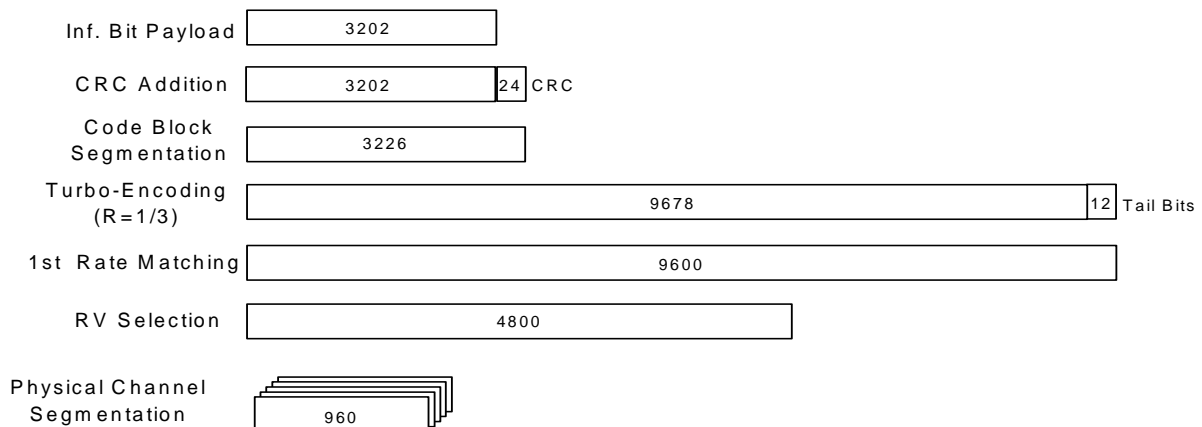 Inf. Bit Payload 3202
CRC Addition 3202 24 CRC
Code Block
Segmentation 3226
Turbo-Encoding
(R=1/3) 9678 12 Tail Bits
1st Rate Matching 9600
RV Selection 4800
Physical Channel
Segmentation 960